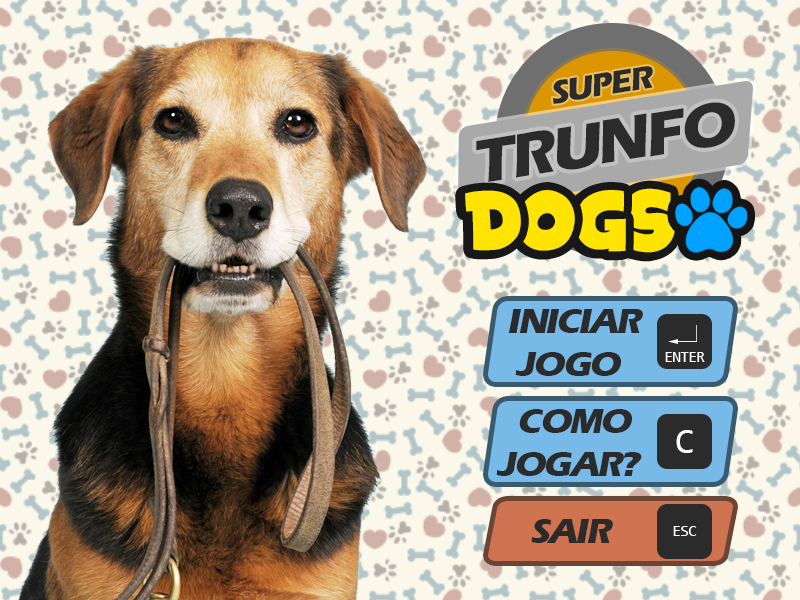 SUPER
TRUNFO
DOGS
INICIAR
JOGO
ENTER
COMO
JOGAR?
C
SAIR
ESC